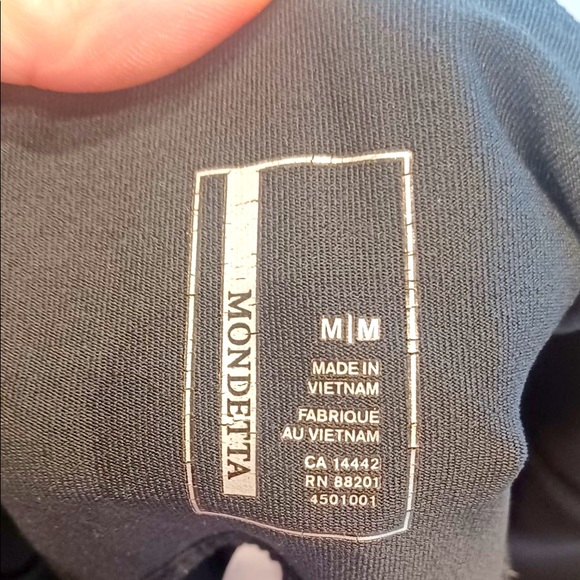 MONDETTA
M|M
MADE IN
VIETNAM
FABRIQUE
AU VIETNAM
CA 14442
RN 88201
4501001